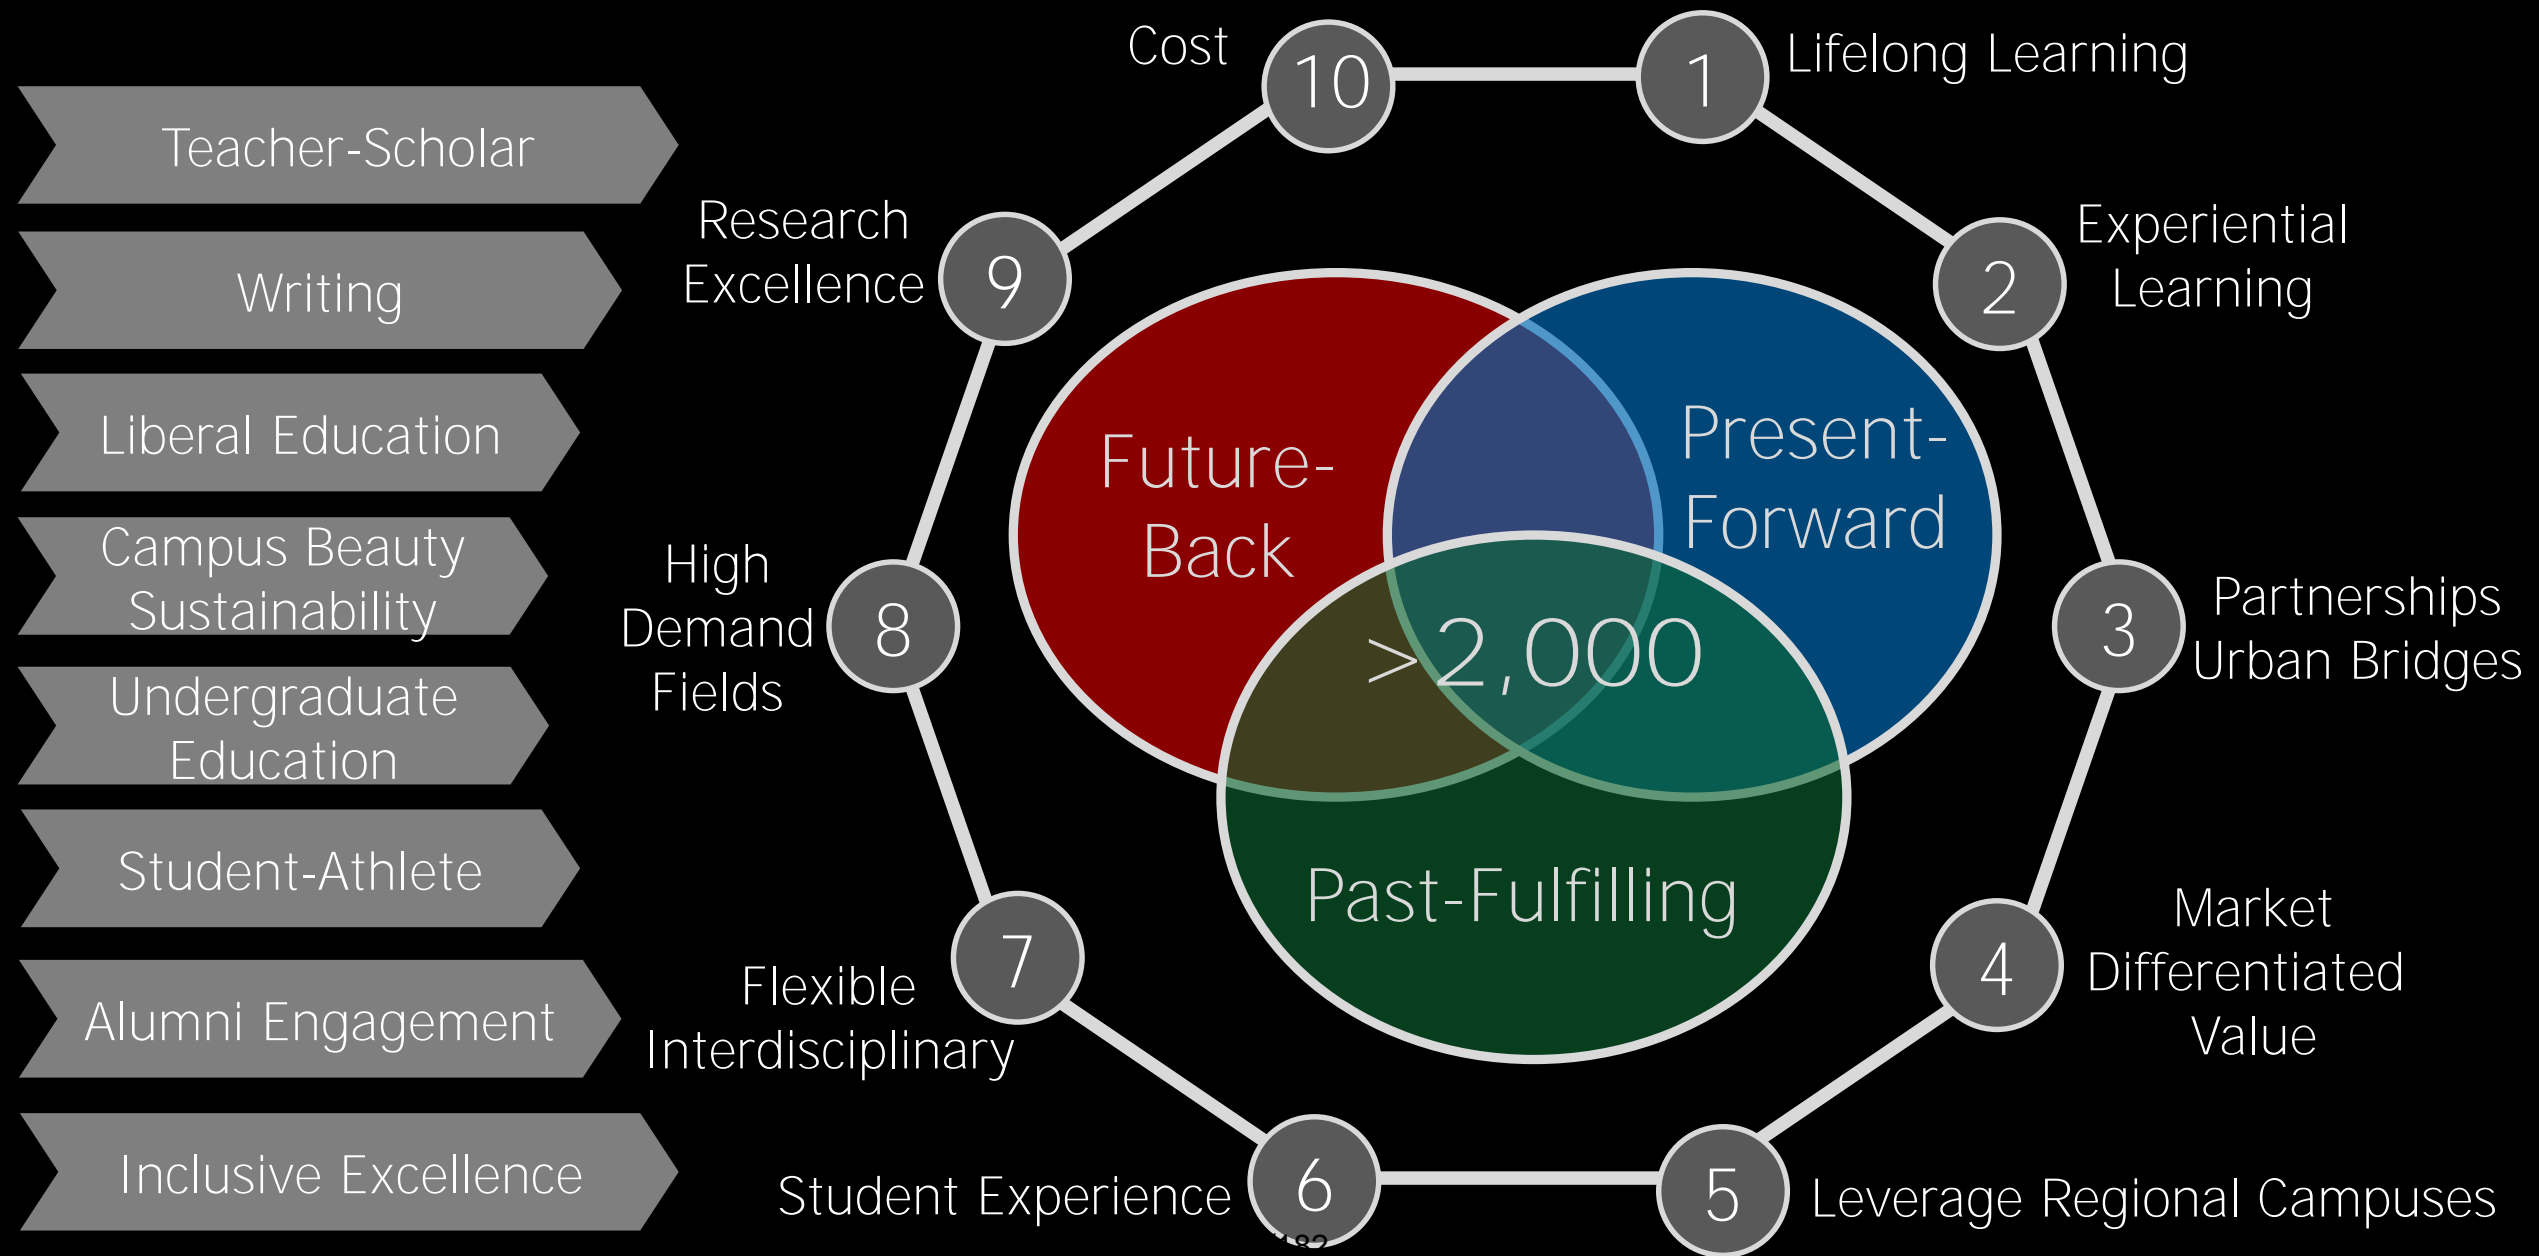 Teacher-Scholar
Writing
Liberal Education
Campus Beauty
Sustainability
Undergraduate
Education
Student-Athlete
Alumni Engagement
Inclusive Excellence
Cost
10
1
Lifelong Learning
Experiential
Learning
2
Partnerships
Urban Bridges
3
Market
Differentiated
Value
4
5
Leverage Regional Campuses
Student Experience
6
7
Flexible
Interdisciplinary
High
Demand
Fields
8
Research
Excellence
9
Future-
Back
Present-
Forward
>2,000
Past-Fulfilling